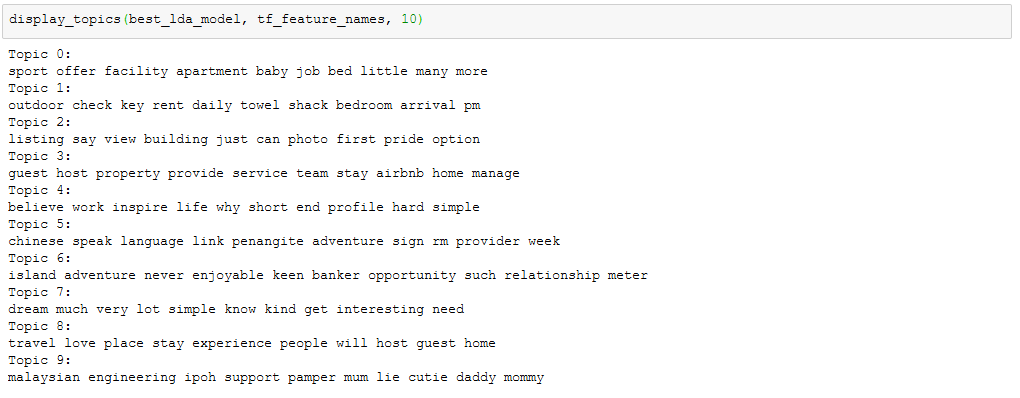 display_topics(best_lda_model, tf_feature_names, 10)
Topic 0:
sport offer facility apartment baby job bed little many more
Topic 1:
outdoor check key rent daily towel shack bedroom arrival pm
Topic 2:
listing say view building just can photo first pride option
Topic 3:
guest host property provide service team stay airbnb home manage
Topic 4:
believe work inspire life why short end profile hard simple
Topic 5:
chinese speak language link penangite adventure sign rm provider week
Topic 6:
island adventure never enjoyable keen banker opportunity such relationship meter
Topic 7:
dream much very lot simple know kind get interesting need
Topic 8:
travel love place stay experience people will host guest home
Topic 9:
malaysian engineering ipoh support pamper mum lie cutie daddy mommy